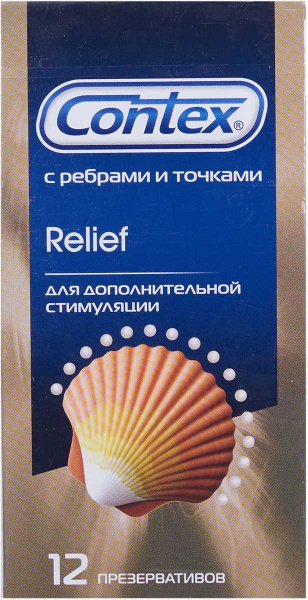 Contex®
с ребрами и точками
Relief
для дополнительной
стимуляции
12 презервативов